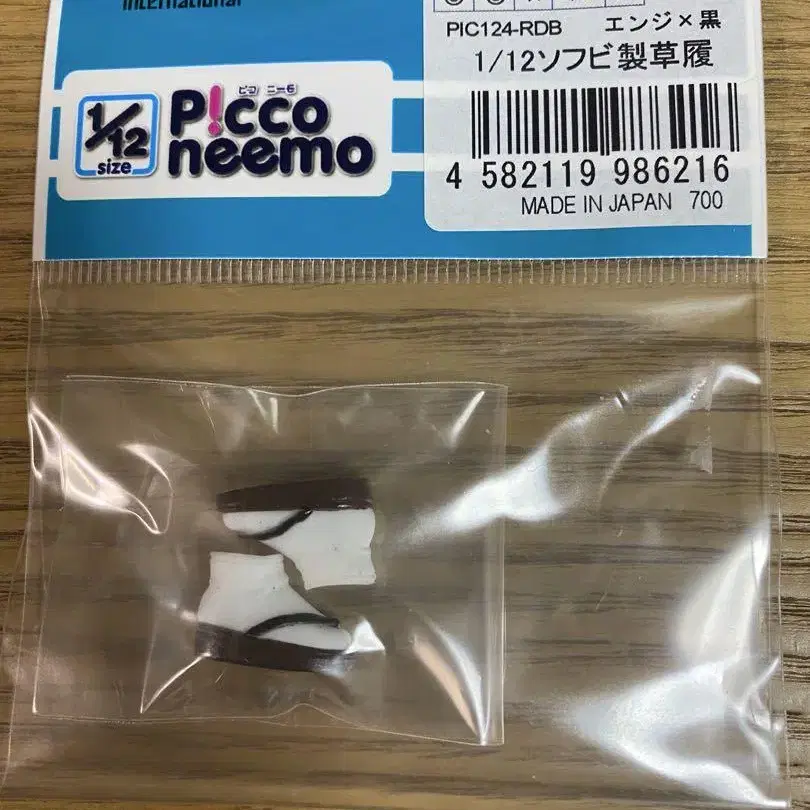 International
PIC124-RDB エンジ×黒
1/12ソフビ製草履
4 582119 986216
MADE IN JAPAN 700
1/12
size
ピコ ニーモ
P!cco
neemo